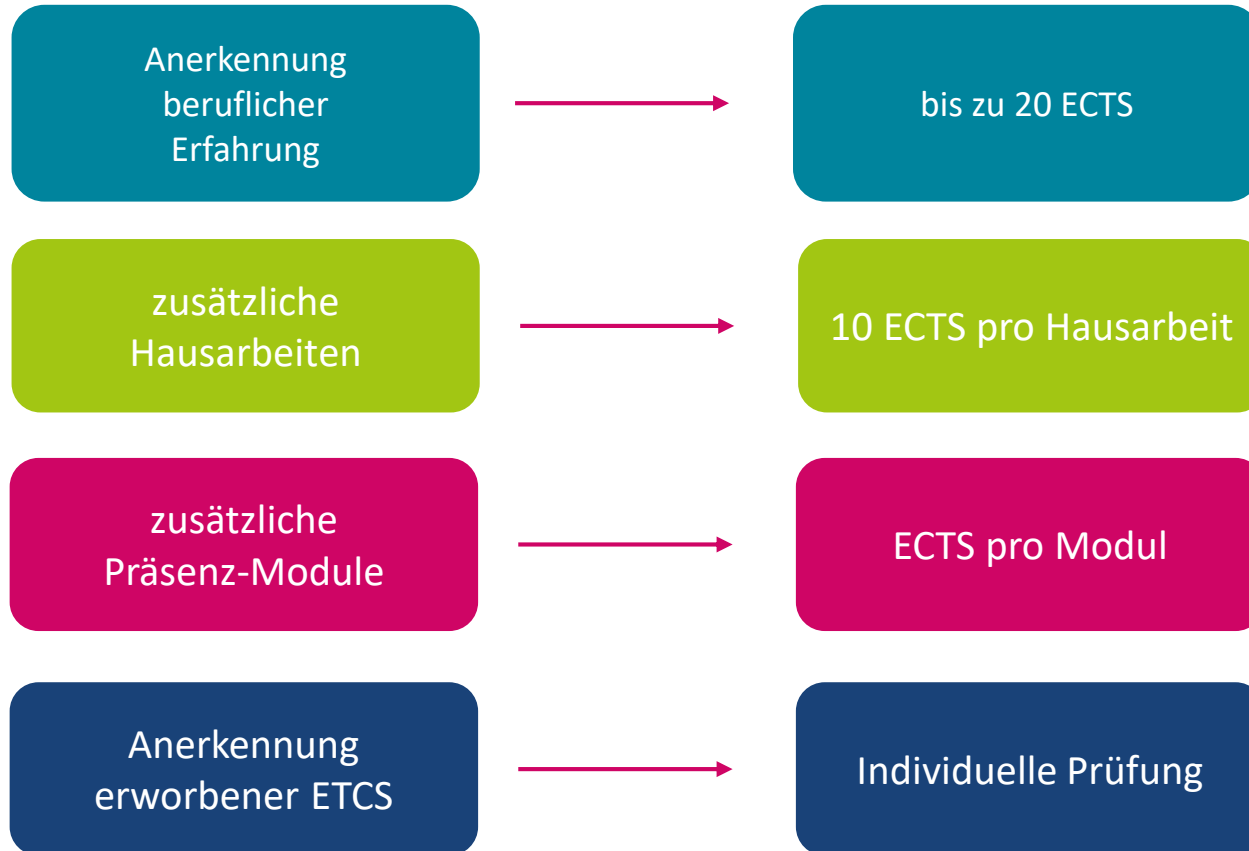 Anerkennung
beruflicher
Erfahrung
bis zu 20 ECTS
zusätzliche
Hausarbeiten
10 ECTS pro Hausarbeit
zusätzliche
Präsenz-Module
ECTS pro Modul
Anerkennung
erworbener ETCS
Individuelle Prüfung